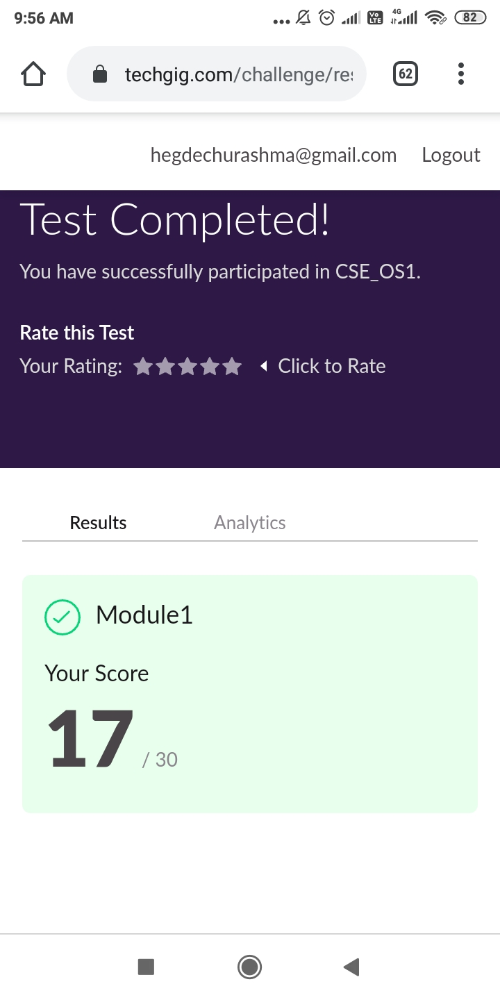 9:56 AM ... Vo LTE 4G 82
techgig.com/challenge/re
62
hegdechurashma@gmail.com Logout
Test Completed!
You have successfully participated in CSE_OS1.
Rate this Test
Your Rating: Click to Rate
Results Analytics
Module1
Your Score
17 / 30